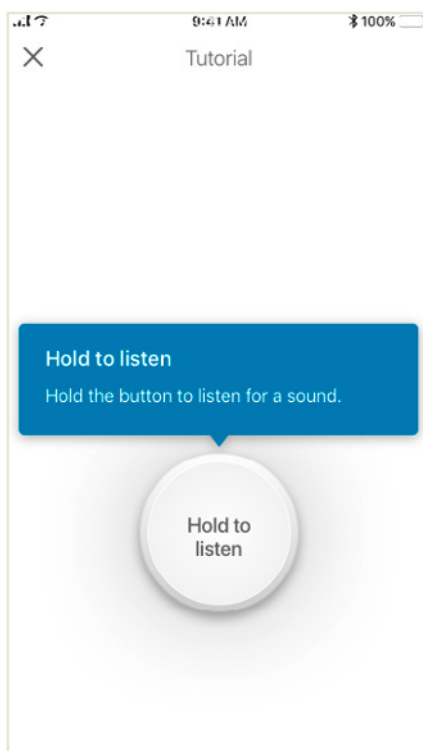 9:41 AM
100%
Tutorial
Hold to listen
Hold the button to listen for a sound.
Hold to
listen